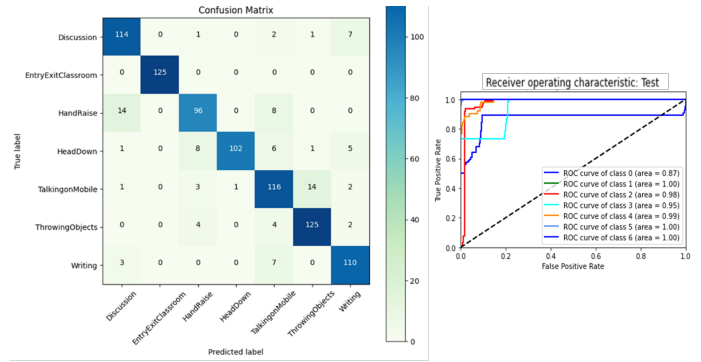 Confusion Matrix
Discussion 114 0 1 0 2 1 7
EntryExitClassroom 0 125 0 0 0 0 0
HandRaise 14 0 96 0 8 0 0
HeadDown 1 0 8 102 6 1 5
TalkingonMobile 1 0 3 1 116 14 2
ThrowingObjects 0 0 4 0 4 125 2
Writing 3 0 0 0 7 0 110
True label
Discussion
EntryExitClassroom
HandRaise
HeadDown
TalkingonMobile
ThrowingObjects
Writing
Predicted label
100
80
60
40
20
0
Receiver operating characteristic: Test
True Positive Rate
1.0
0.8
0.6
0.4
0.2
0.0
ROC curve of class 0 (area = 0.87)
ROC curve of class 1 (area = 1.00)
ROC curve of class 2 (area = 0.98)
ROC curve of class 3 (area = 0.95)
ROC curve of class 4 (area = 0.99)
ROC curve of class 5 (area = 1.00)
ROC curve of class 6 (area = 1.00)
0.0 0.2 0.4 0.6 0.8 1.0
False Positive Rate